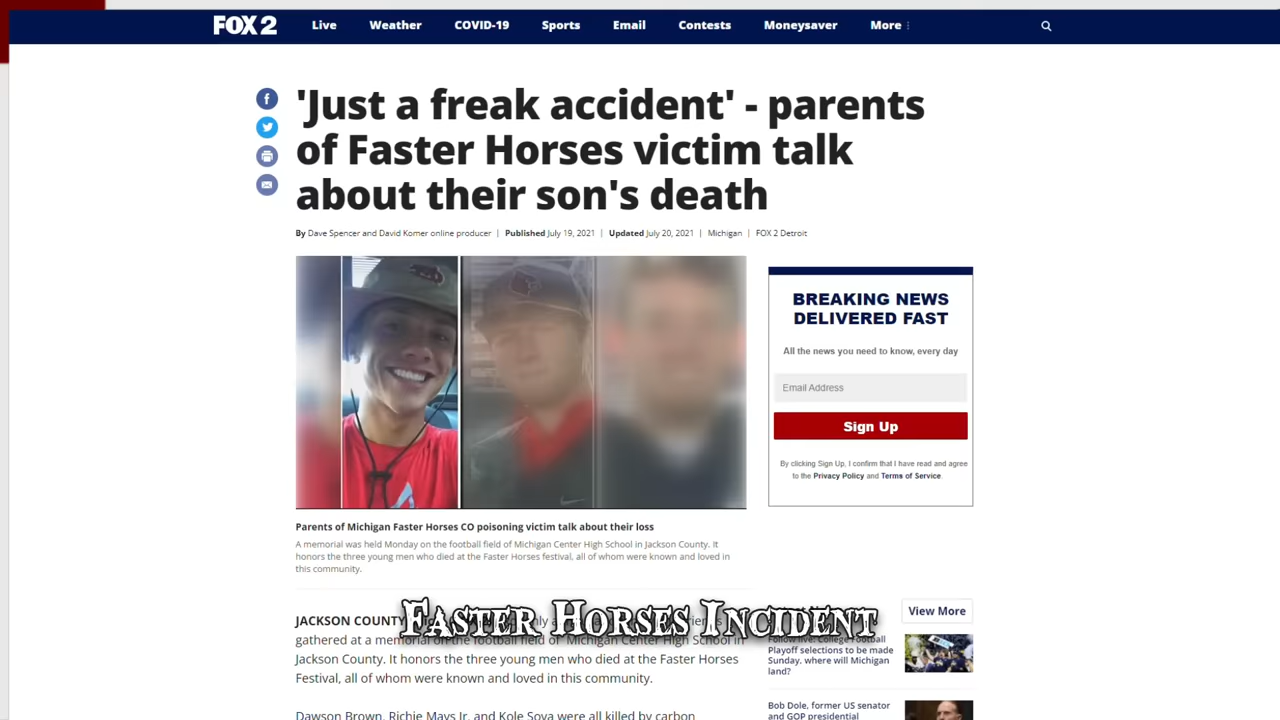 FOX 2
Live
Weather
COVID-19
Sports
Email
Contests
Moneysaver
More
'Just a freak accident' - parents
of Faster Horses victim talk
about their son's death
By Dave Spencer and David Komer online producer | Published July 19, 2021 | Updated July 20, 2021 | Michigan | FOX 2 Detroit
BREAKING NEWS
DELIVERED FAST
All the news you need to know, every day
Email Address
Sign Up
By clicking Sign Up, I confirm that I have read and agree
to the Privacy Policy and Terms of Service
Parents of Michigan Faster Horses CO poisoning victim talk about their loss
A memorial was held Monday on the football field of Michigan Center High School in Jackson County. It
honors the three young men who died at the Faster Horses festival, all of whom were known and loved in
this community.
Faster Horses Incident
JACKSON COUNTY
gathered at a memorial on the football field of Michigan Center High School in
Jackson County. It honors the three young men who died at the Faster Horses
Festival, all of whom were known and loved in this community.
Dawson Brown, Richie Mays Jr. and Kole Sova were all killed by carbon
View More
Follow live: College Football
Playoff selections to be made
Sunday, where will Michigan
land?
Bob Dole, former US senator
and GOP presidential